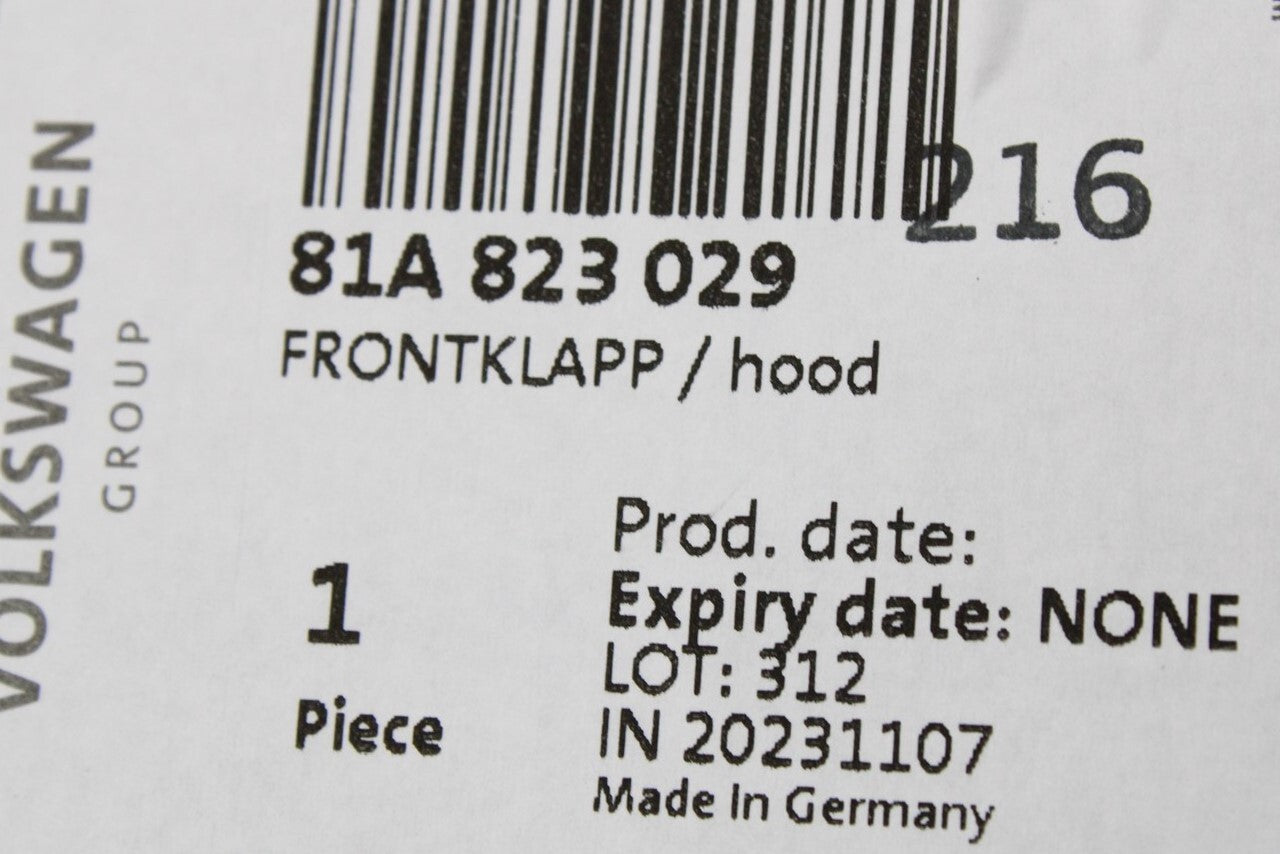 VOLKSWAGEN
GROUP
216
81A 823 029
FRONTKLAPP / hood
1
Piece
Prod. date:
Expiry date: NONE
LOT: 312
IN 20231107
Made In Germany